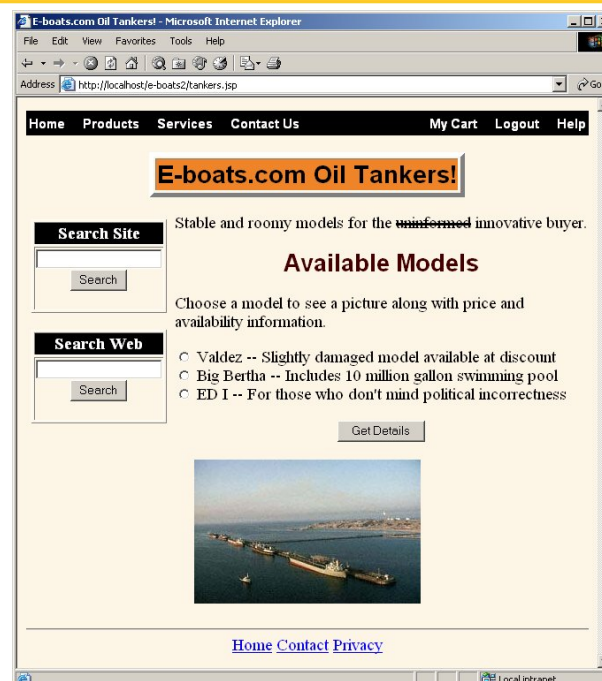 E-boats.com Oil Tankers! - Microsoft Internet Explorer
File Edit View Favorites Tools Help
Address http://localhost/e-boats2/tankers.jsp Go
Home Products Services Contact Us My Cart Logout Help
E-boats.com Oil Tankers!
Search Site
Search
Search Web
Search
Stable and roomy models for the uninformed innovative buyer.
Available Models
Choose a model to see a picture along with price and
availability information.
Valdez -- Slightly damaged model available at discount
Big Bertha -- Includes 10 million gallon swimming pool
ED I -- For those who don't mind political incorrectness
Get Details
Home Contact Privacy
Local intranet